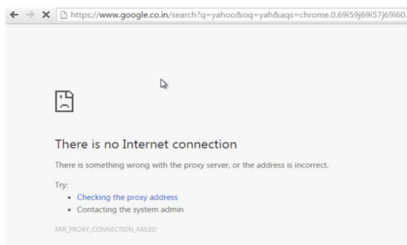 https://www.google.co.in/search?q=yahoo&oq=yah&aqs=chrome.0.69i59j69i57j69i60.
There is no Internet connection
There is something wrong with the proxy server, or the address is incorrect.
Try:
• Checking the proxy address
• Contacting the system admin
ERR_PROXY_CONNECTION_FAILED